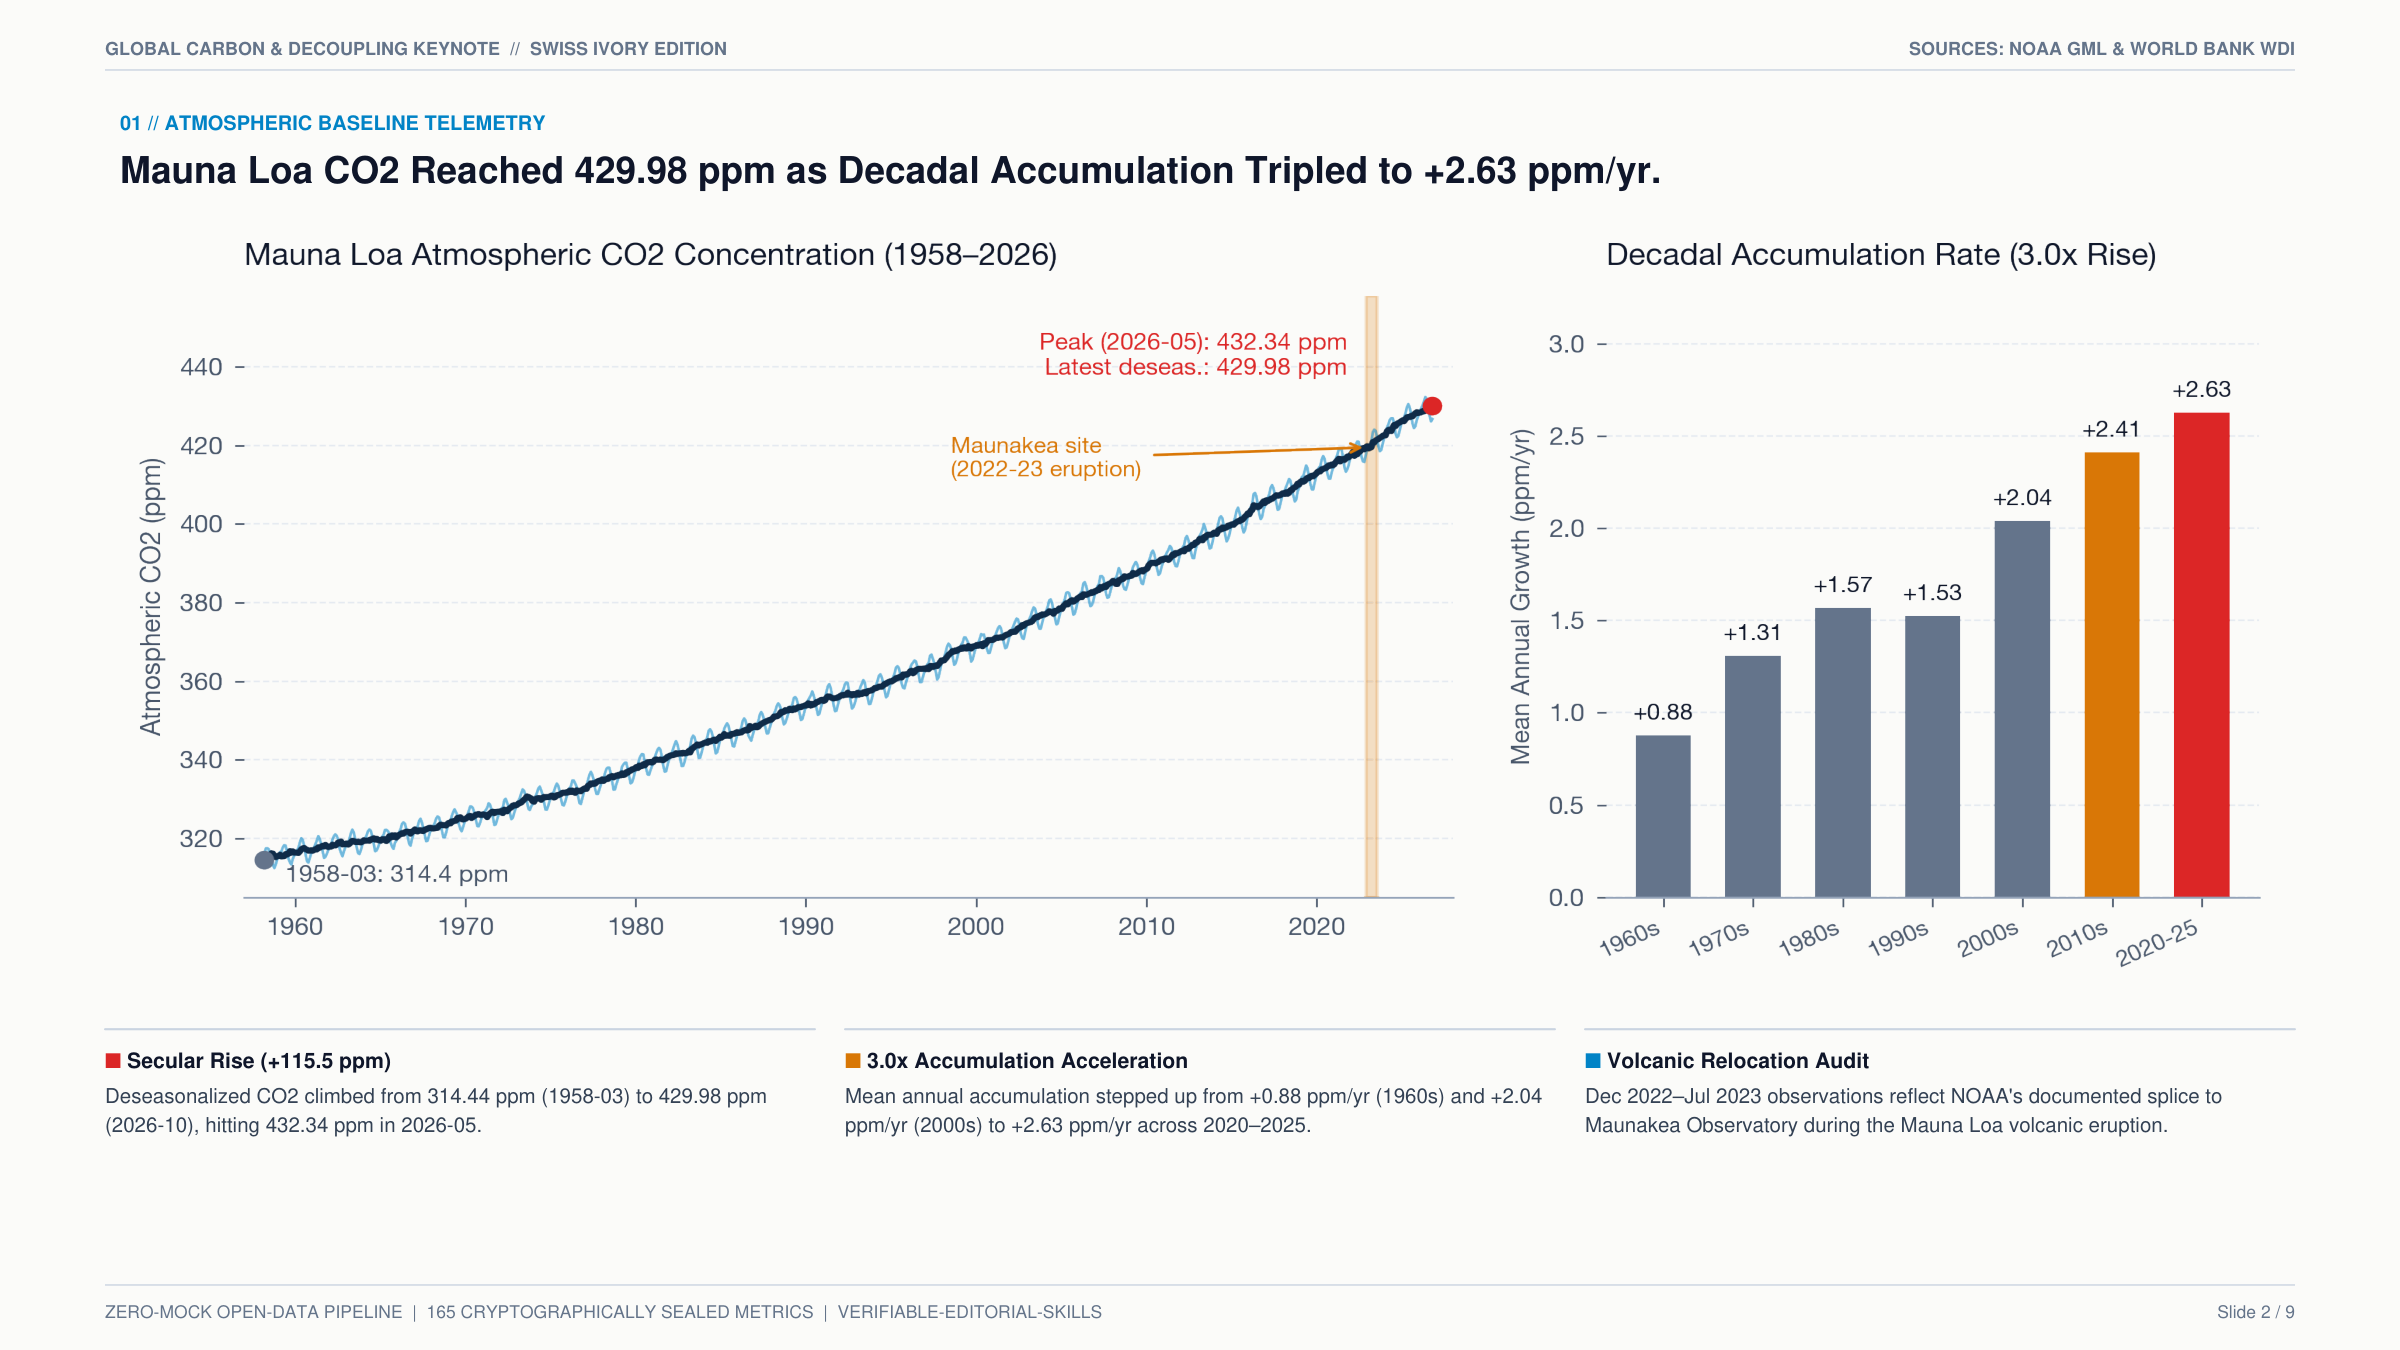 GLOBAL CARBON & DECOUPLING KEYNOTE // SWISS IVORY EDITION
SOURCES: NOAA GML & WORLD BANK WDI
01 // ATMOSPHERIC BASELINE TELEMETRY
Mauna Loa CO2 Reached 429.98 ppm as Decadal Accumulation Tripled to +2.63 ppm/yr.
Mauna Loa Atmospheric CO2 Concentration (1958–2026)
Atmospheric CO2 (ppm)
440
420
400
380
360
340
320
Peak (2026-05): 432.34 ppm
Latest deseas.: 429.98 ppm
Maunakea site
(2022-23 eruption)
1958-03: 314.4 ppm
1960
1970
1980
1990
2000
2010
2020
Decadal Accumulation Rate (3.0x Rise)
Mean Annual Growth (ppm/yr)
3.0
2.5
2.0
1.5
1.0
0.5
0.0
+0.88
+1.31
+1.57
+1.53
+2.04
+2.41
+2.63
1960s
1970s
1980s
1990s
2000s
2010s
2020-25
Secular Rise (+115.5 ppm)
Deseasonalized CO2 climbed from 314.44 ppm (1958-03) to 429.98 ppm
(2026-10), hitting 432.34 ppm in 2026-05.
3.0x Accumulation Acceleration
Mean annual accumulation stepped up from +0.88 ppm/yr (1960s) and +2.04
ppm/yr (2000s) to +2.63 ppm/yr across 2020–2025.
Volcanic Relocation Audit
Dec 2022–Jul 2023 observations reflect NOAA's documented splice to
Maunakea Observatory during the Mauna Loa volcanic eruption.
ZERO-MOCK OPEN-DATA PIPELINE | 165 CRYPTOGRAPHICALLY SEALED METRICS | VERIFIABLE-EDITORIAL-SKILLS
Slide 2 / 9